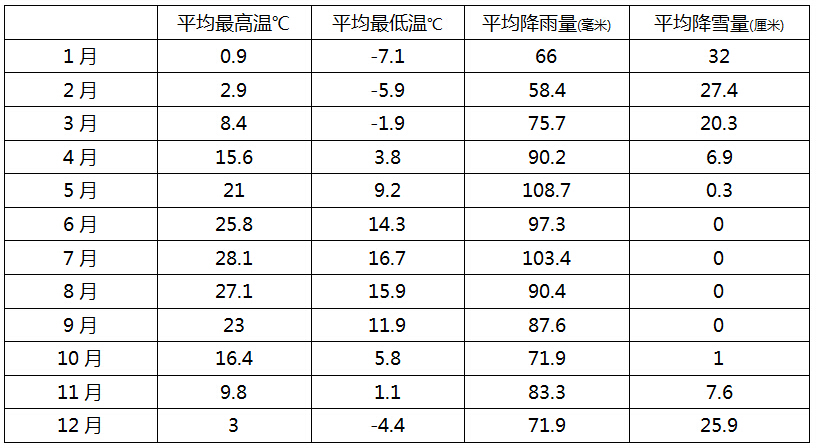 平均最高温℃ 平均最低温℃ 平均降雨量(毫米) 平均降雪量(厘米)
1月 0.9 -7.1 66 32
2月 2.9 -5.9 58.4 27.4
3月 8.4 -1.9 75.7 20.3
4月 15.6 3.8 90.2 6.9
5月 21 9.2 108.7 0.3
6月 25.8 14.3 97.3 0
7月 28.1 16.7 103.4 0
8月 27.1 15.9 90.4 0
9月 23 11.9 87.6 0
10月 16.4 5.8 71.9 1
11月 9.8 1.1 83.3 7.6
12月 3 -4.4 71.9 25.9